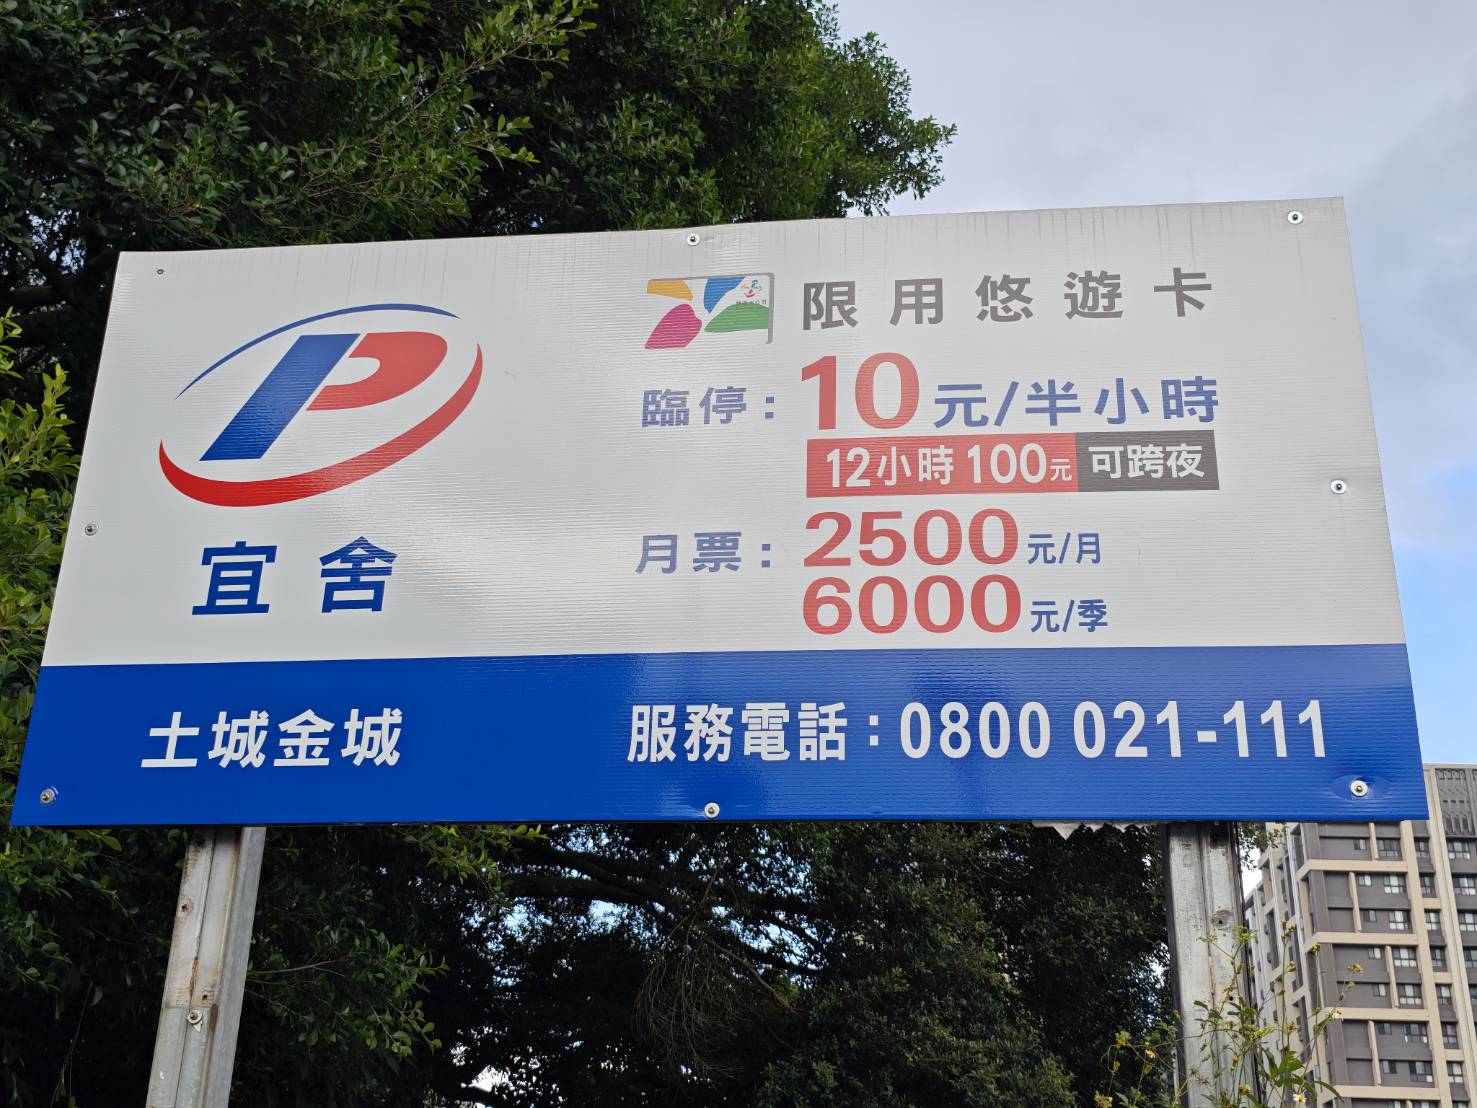 P
宜舍
限用悠遊卡
臨停：10元/半小時
12小時100元 可跨夜
月票：2500元/月
6000元/季
土城金城
服務電話：0800 021-111